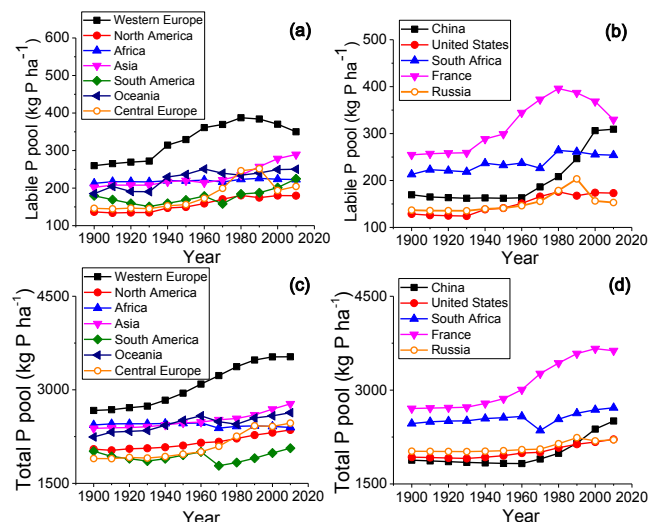 (a)
Western Europe
North America
Africa
Asia
South America
Oceania
Central Europe
Labile P pool (kg P ha⁻¹)
600
500
400
300
200
100
1900 1920 1940 1960 1980 2000 2020
Year
(b)
China
United States
South Africa
France
Russia
Labile P pool (kg P ha⁻¹)
500
400
300
200
100
1900 1920 1940 1960 1980 2000 2020
Year
(c)
Western Europe
North America
Africa
Asia
South America
Oceania
Central Europe
Total P pool (kg P ha⁻¹)
4500
3000
1500
1900 1920 1940 1960 1980 2000 2020
Year
(d)
China
United States
South Africa
France
Russia
Total P pool (kg P ha⁻¹)
4500
3000
1500
1900 1920 1940 1960 1980 2000 2020
Year